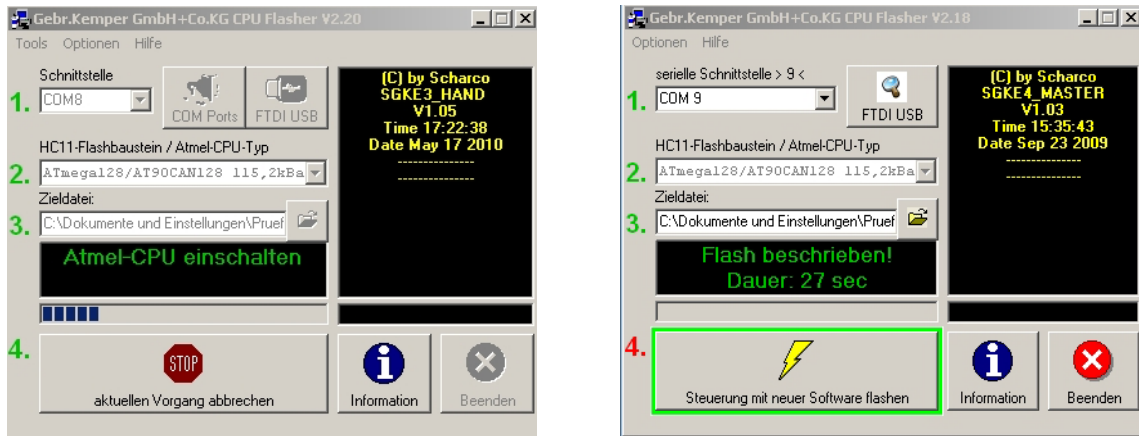 Gebr.Kemper GmbH+Co.KG CPU Flasher V2.20
Tools Optionen Hilfe
Schnittstelle
1. COM8
COM Ports
FTDI USB
HC11-Flashbaustein / Atmel-CPU-Typ
2. ATmega128/AT90CAN128 115,2kBa
Zieldatei:
3. C:\Dokumente und Einstellungen\Pruef
Atmel-CPU einschalten
4.
STOP
aktuellen Vorgang abbrechen
(C) by Scharco
SGKE3_HAND
V1.05
Time 17:22:38
Date May 17 2010
---------------
---------------
Information
Beenden
Gebr.Kemper GmbH+Co.KG CPU Flasher V2.18
Optionen Hilfe
serielle Schnittstelle > 9 <
1. COM 9
FTDI USB
HC11-Flashbaustein / Atmel-CPU-Typ
2. ATmega128/AT90CAN128 115,2kBa
Zieldatei:
3. C:\Dokumente und Einstellungen\Pruef
Flash beschrieben!
Dauer: 27 sec
4.
Steuerung mit neuer Software flashen
(C) by Scharco
SGKE4_MASTER
V1.03
Time 15:35:43
Date Sep 23 2009
---------------
---------------
Information
Beenden